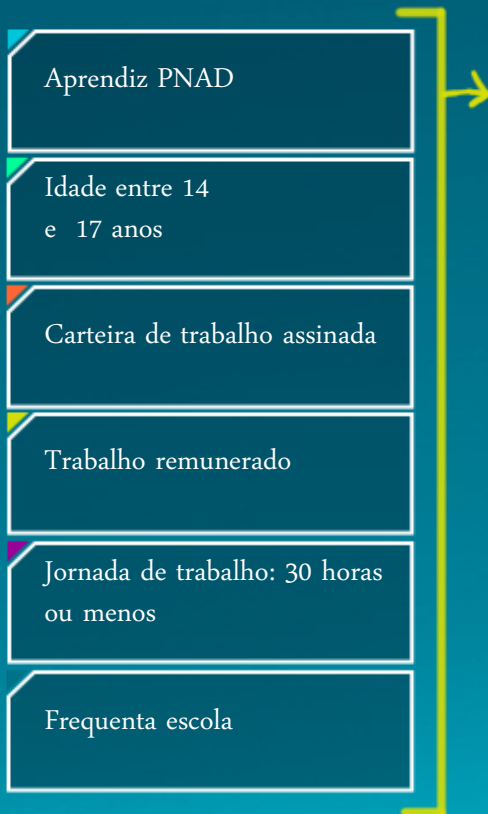 Aprendiz PNAD
Idade entre 14
e 17 anos
Carteira de trabalho assinada
Trabalho remunerado
Jornada de trabalho: 30 horas
ou menos
Frequenta escola